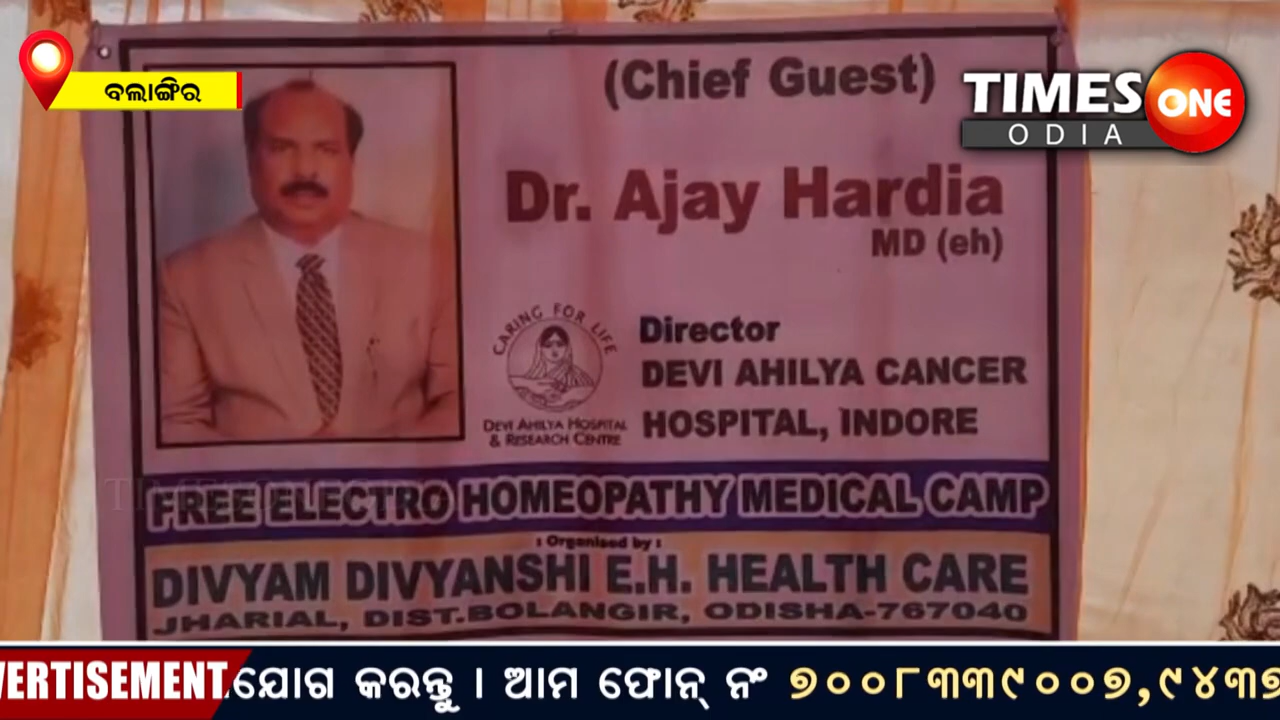 ବଲାଙ୍ଗିର
TIMES ONE
ODIA
(Chief Guest)
Dr. Ajay Hardia
MD (eh)
CARING FOR LIFE
DEVI AHILYA HOSPITAL
& RESEARCH CENTRE
Director
DEVI AHILYA CANCER
HOSPITAL, INDORE
FREE ELECTRO HOMEOPATHY MEDICAL CAMP
: Organised by :
DIVYAM DIVYANSHI E.H. HEALTH CARE
JHARIAL, DIST.BOLANGIR, ODISHA-767040
VERTISEMENT ଯୋଗ କରନ୍ତୁ । ଆମ ଫୋନ୍ ନଂ ୭୦୦୮୩୩୯୦୦୭,୯୪୩୭